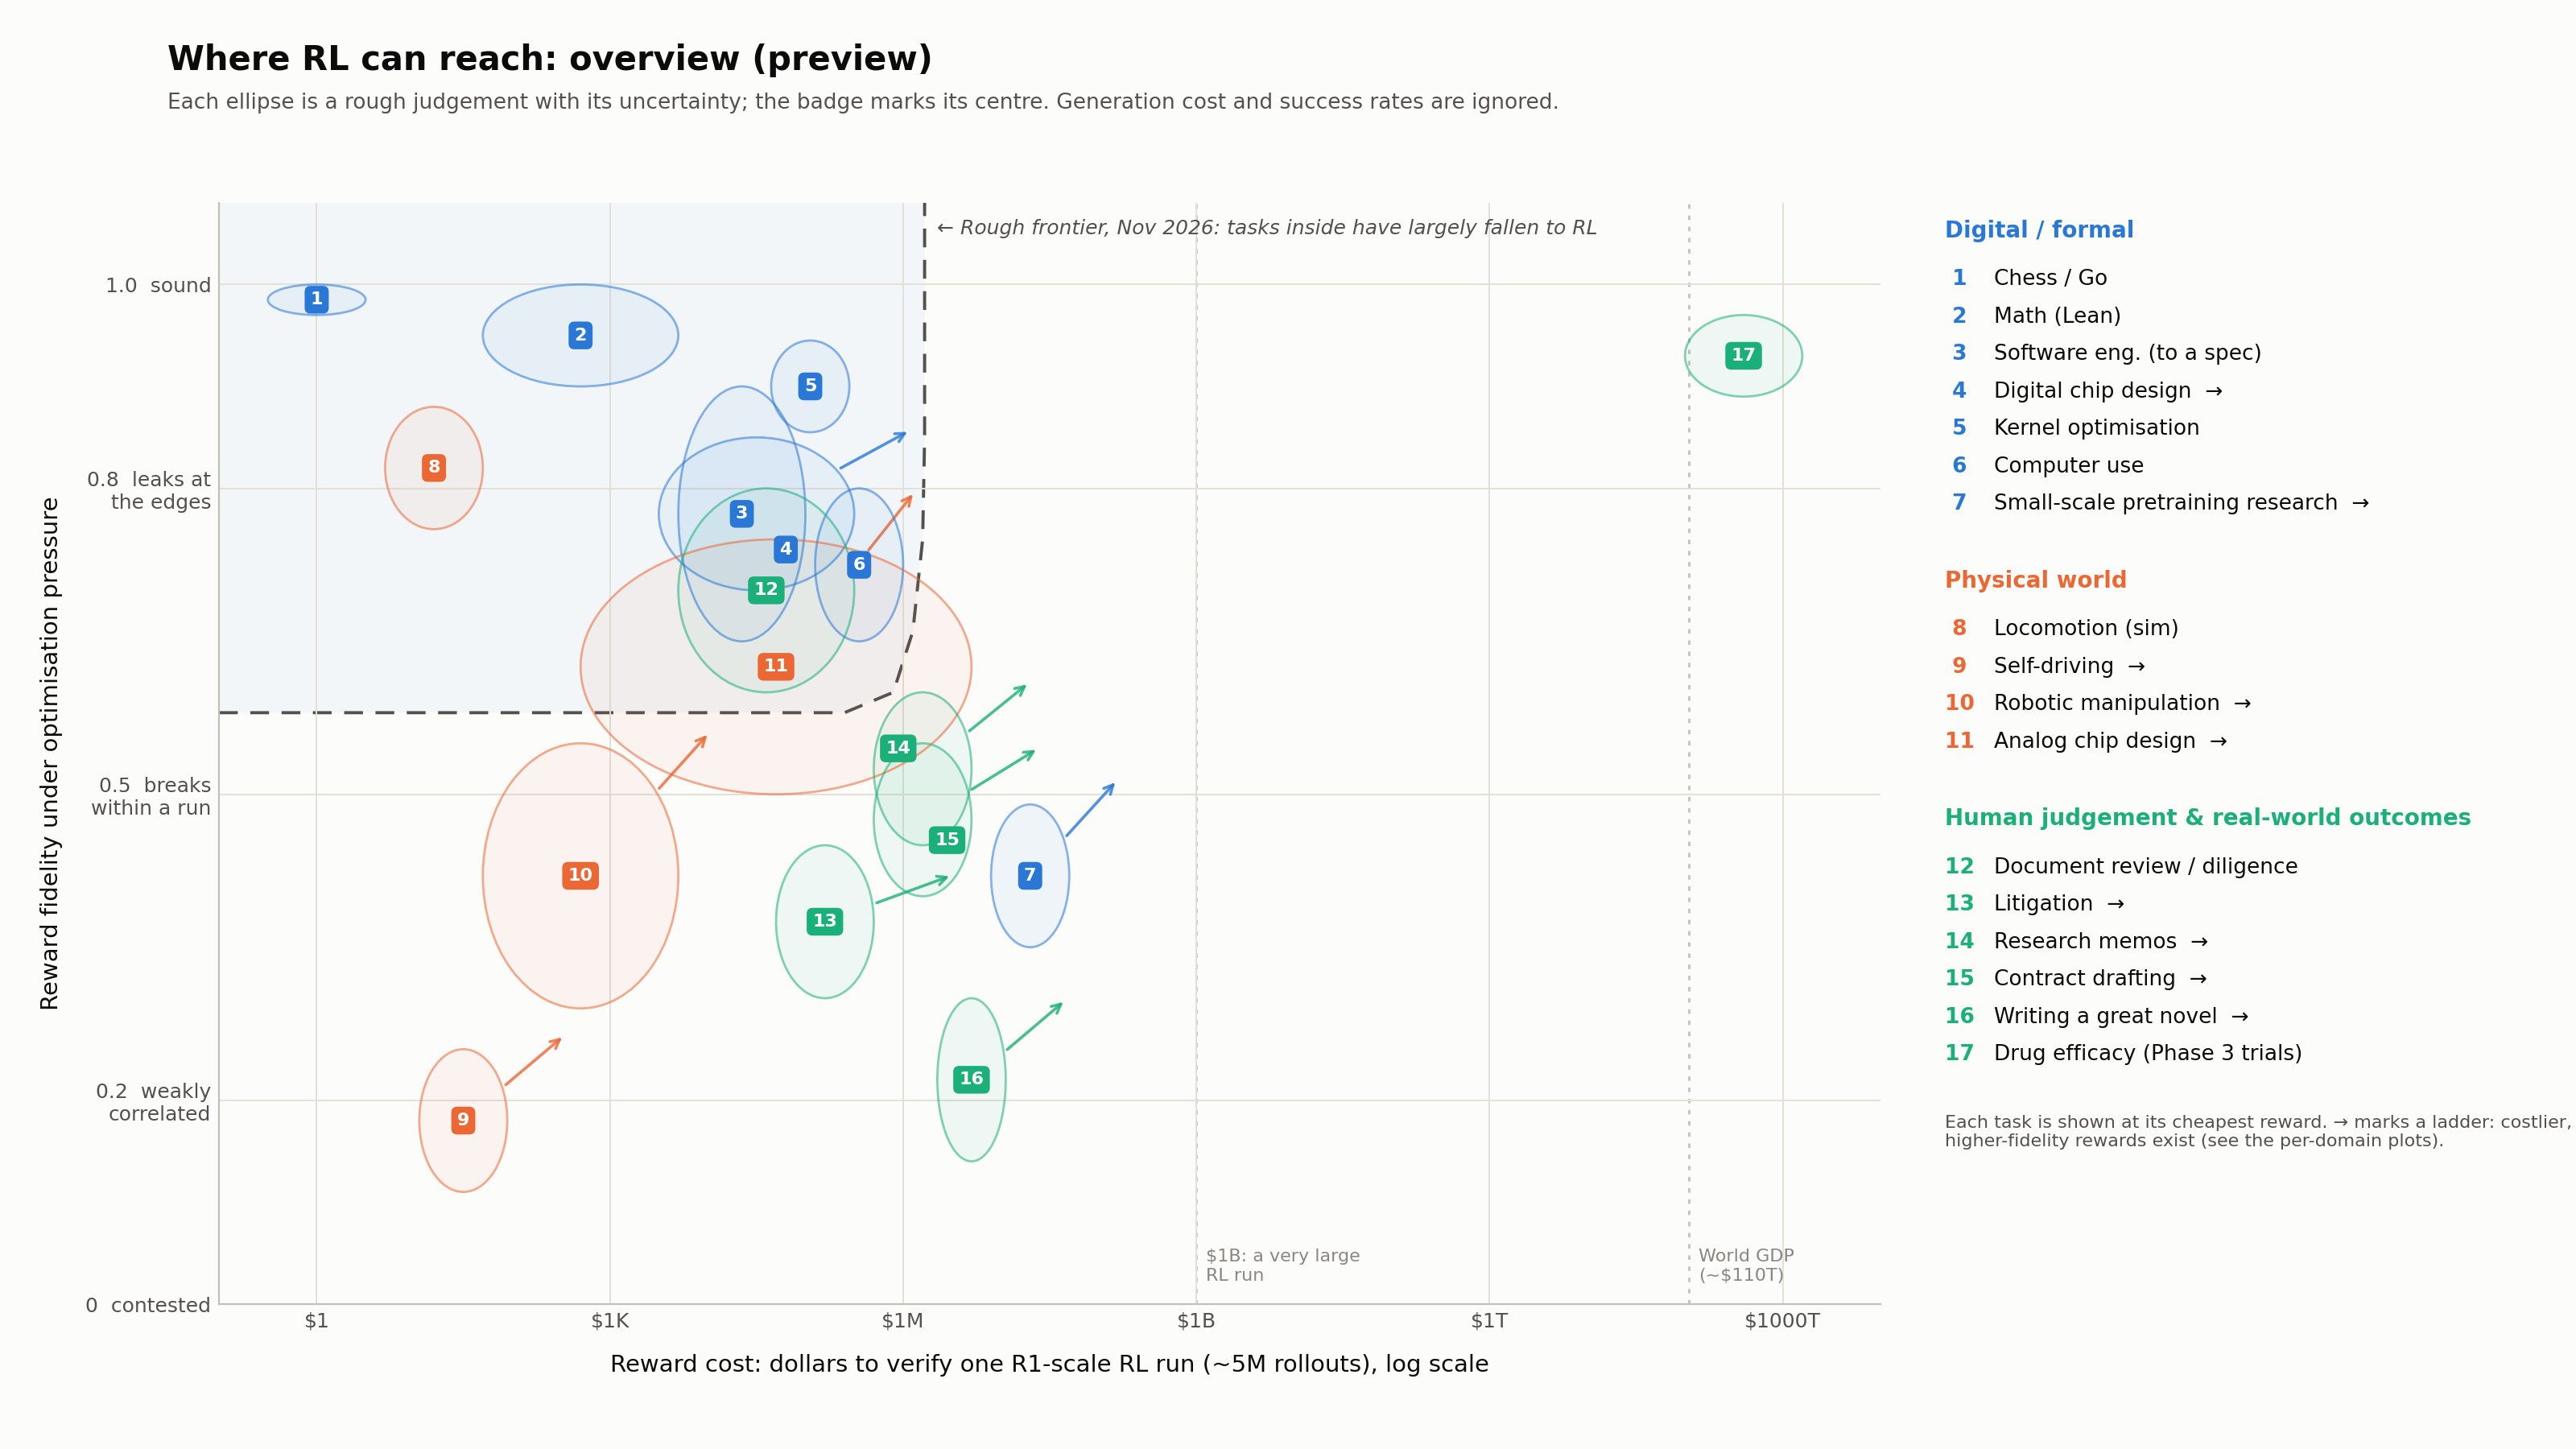 Where RL can reach: overview (preview)
Each ellipse is a rough judgement with its uncertainty; the badge marks its centre. Generation cost and success rates are ignored.
← Rough frontier, Nov 2026: tasks inside have largely fallen to RL
Reward fidelity under optimisation pressure
1.0 sound
0.8 leaks at
the edges
0.5 breaks
within a run
0.2 weakly
correlated
0 contested
1
2
5
17
8
3
4
6
12
11
14
15
10
7
13
16
9
$1B: a very large
RL run
World GDP
(~$110T)
$1
$1K
$1M
$1B
$1T
$1000T
Reward cost: dollars to verify one R1-scale RL run (~5M rollouts), log scale
Digital / formal
1 Chess / Go
2 Math (Lean)
3 Software eng. (to a spec)
4 Digital chip design →
5 Kernel optimisation
6 Computer use
7 Small-scale pretraining research →
Physical world
8 Locomotion (sim)
9 Self-driving →
10 Robotic manipulation →
11 Analog chip design →
Human judgement & real-world outcomes
12 Document review / diligence
13 Litigation →
14 Research memos →
15 Contract drafting →
16 Writing a great novel →
17 Drug efficacy (Phase 3 trials)
Each task is shown at its cheapest reward. → marks a ladder: costlier,
higher-fidelity rewards exist (see the per-domain plots).